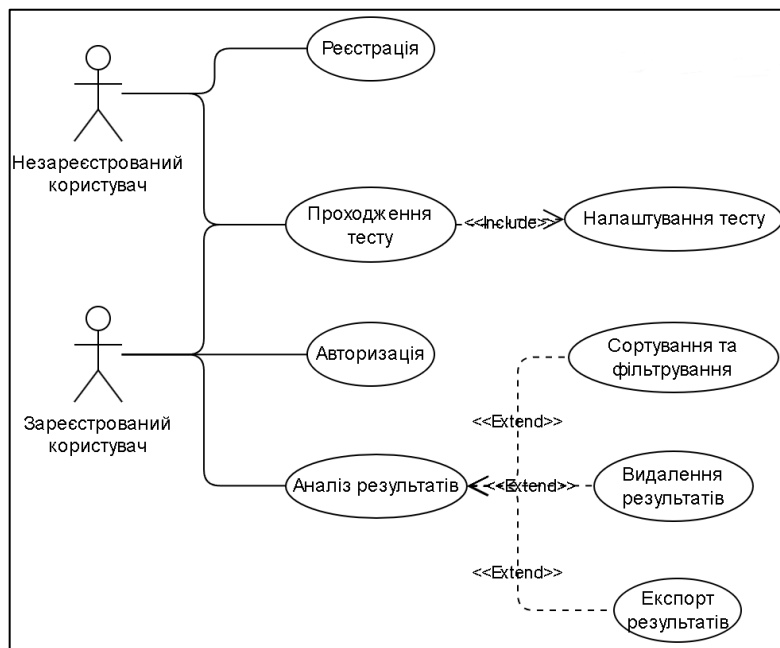 Реєстрація
Незареєстрований
користувач
Проходження
тесту
<<Include>>
Налаштування тесту
Зареєстрований
користувач
Авторизація
Сортування та
фільтрування
<<Extend>>
Аналіз результатів
<<Extend>>
Видалення
результатів
<<Extend>>
Експорт
результатів